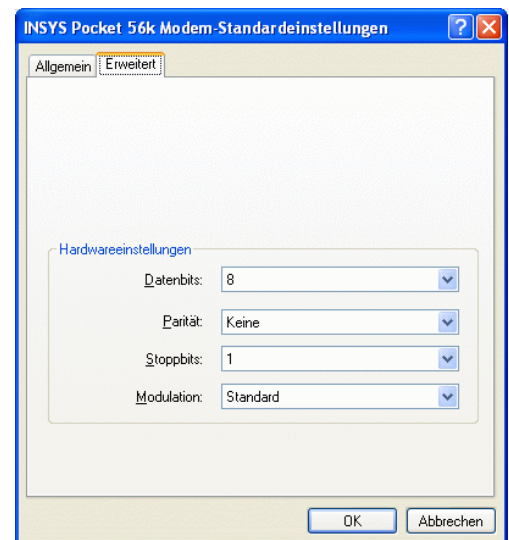 INSYS Pocket 56k Modem-Standardeinstellungen
Allgemein Erweitert
Hardwareeinstellungen
Datenbits: 8
Parität: Keine
Stoppbits: 1
Modulation: Standard
OK Abbrechen